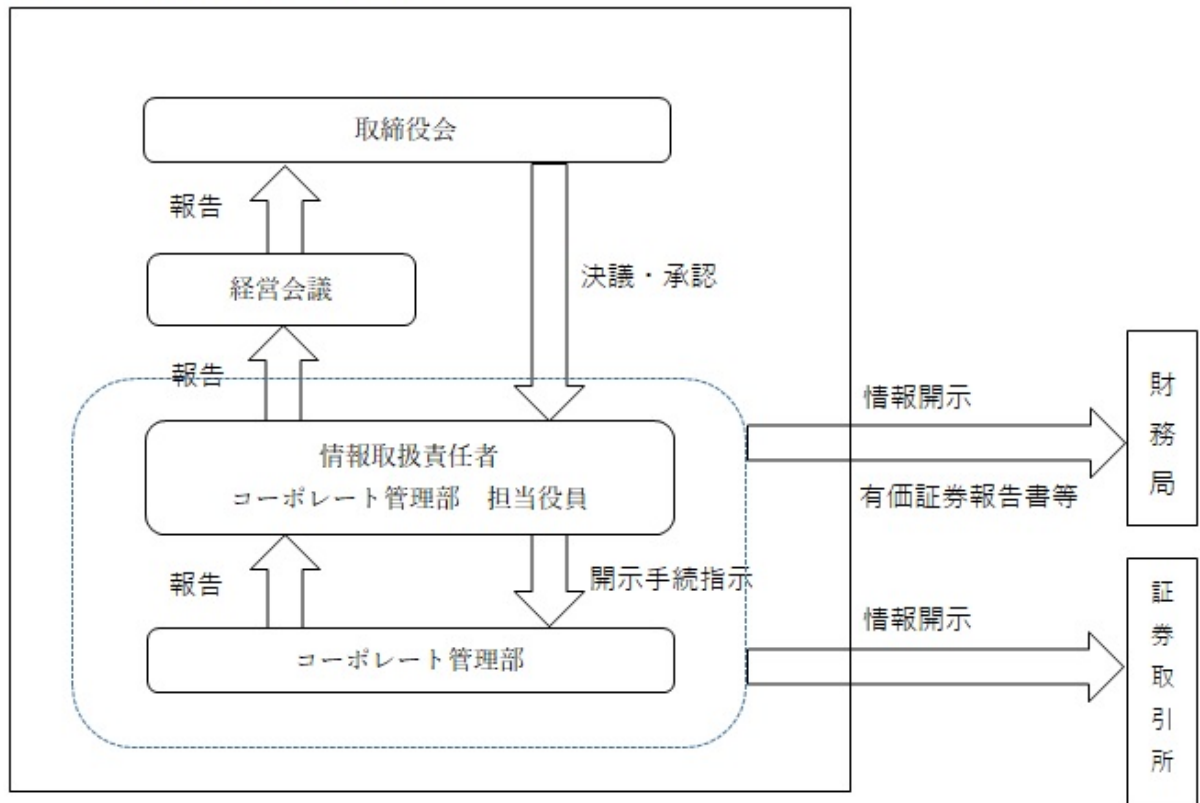 取締役会
報告
決議・承認
経営会議
報告
情報取扱責任者
コーポレート管理部　担当役員
報告
開示手続指示
コーポレート管理部
情報開示
有価証券報告書等
財務局
情報開示
証券取引所